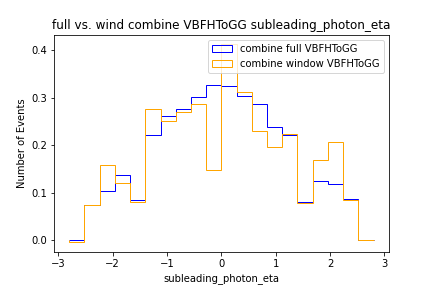 full vs. wind combine VBFHToGG subleading_photon_eta
combine full VBFHToGG
combine window VBFHToGG
Number of Events
0.4
0.3
0.2
0.1
0.0
−3
−2
−1
0
1
2
3
subleading_photon_eta